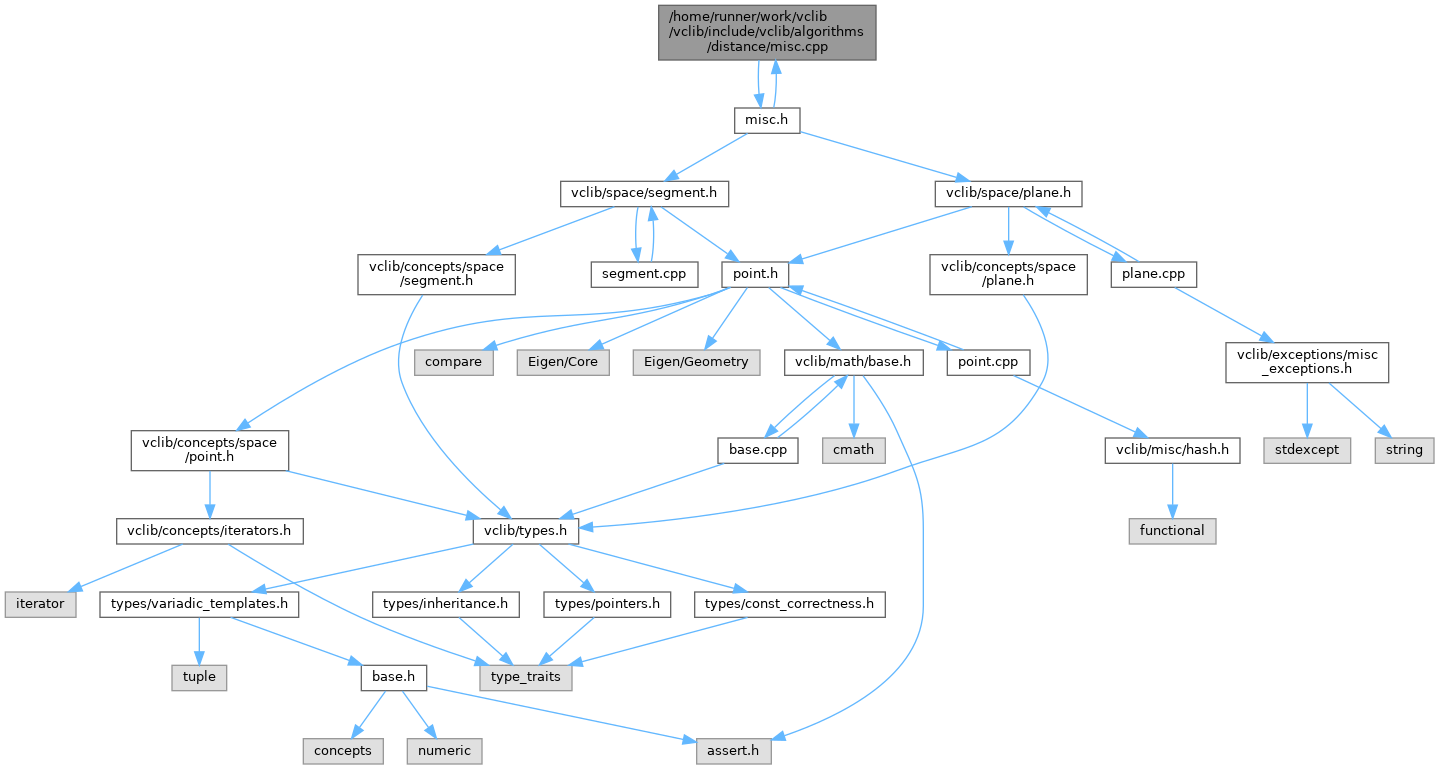 /home/runner/work/vclib
/vclib/include/vclib/algorithms
/distance/misc.cpp
misc.h
vclib/space/segment.h
vclib/space/plane.h
vclib/concepts/space
/segment.h
segment.cpp
point.h
vclib/concepts/space
/plane.h
plane.cpp
compare
Eigen/Core
Eigen/Geometry
vclib/math/base.h
point.cpp
vclib/exceptions/misc
_exceptions.h
vclib/concepts/space
/point.h
base.cpp
cmath
vclib/misc/hash.h
stdexcept
string
vclib/concepts/iterators.h
vclib/types.h
functional
iterator
types/variadic_templates.h
types/inheritance.h
types/pointers.h
types/const_correctness.h
tuple
base.h
type_traits
concepts
numeric
assert.h